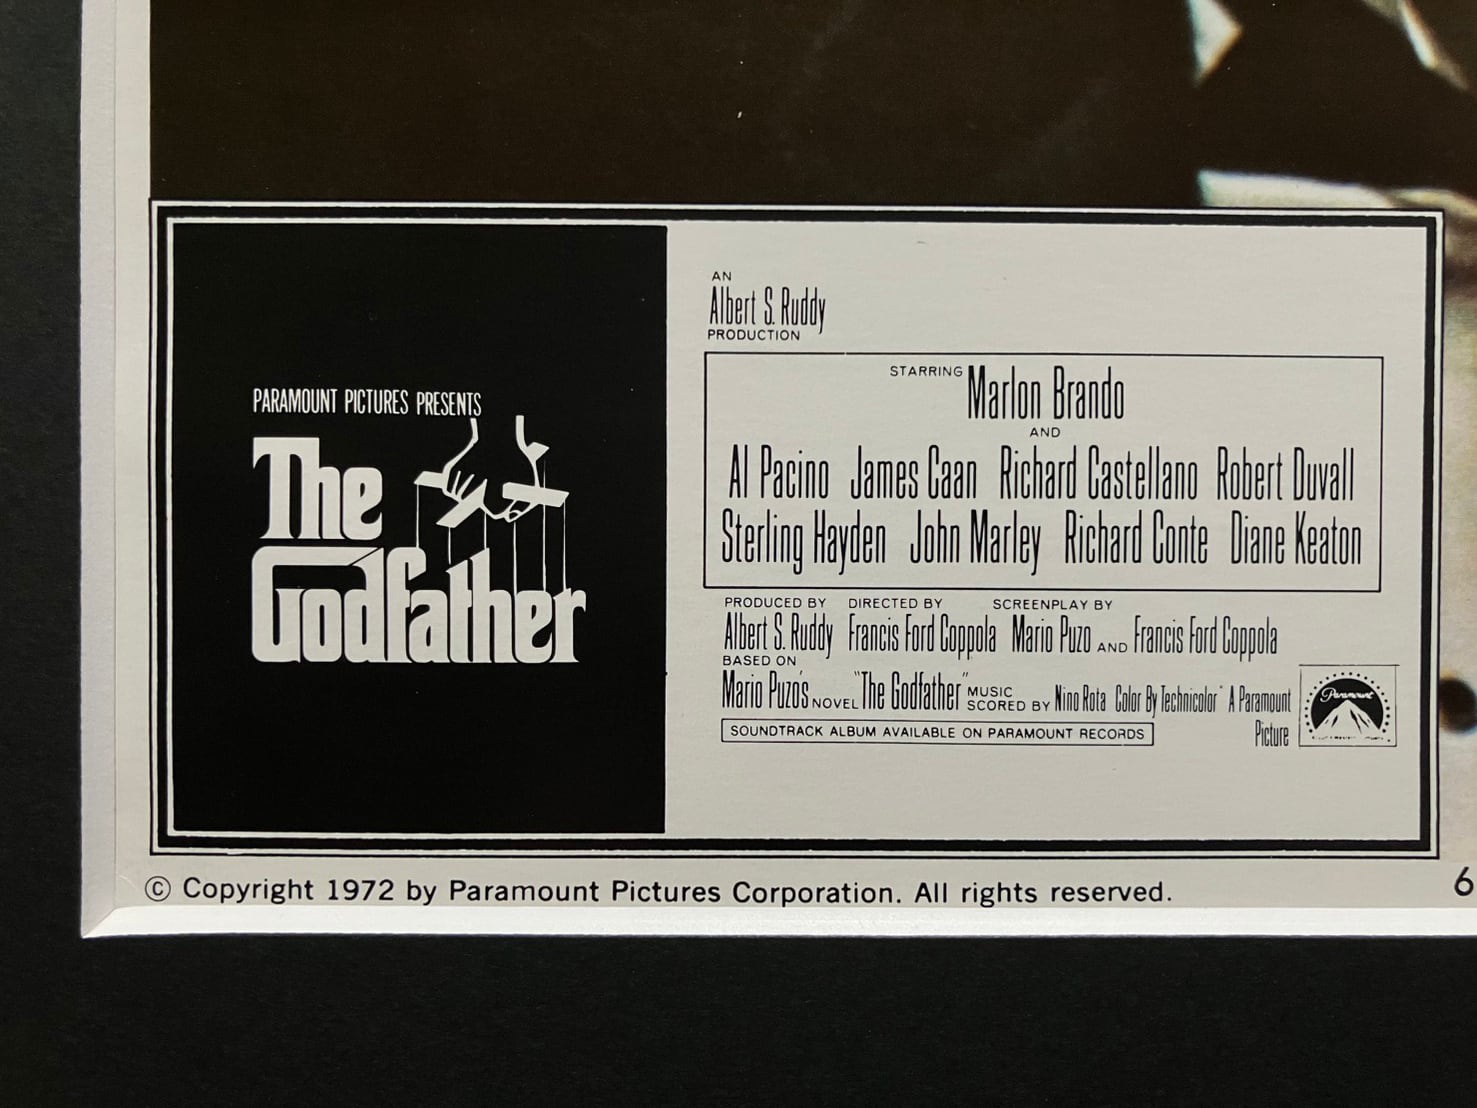 PARAMOUNT PICTURES PRESENTS
The
Godfather
AN
Albert S. Ruddy
PRODUCTION
STARRING Marlon Brando
AND
Al Pacino James Caan Richard Castellano Robert Duvall
Sterling Hayden John Marley Richard Conte Diane Keaton
PRODUCED BY DIRECTED BY SCREENPLAY BY
Albert S. Ruddy Francis Ford Coppola Mario Puzo AND Francis Ford Coppola
BASED ON
Mario Puzo's NOVEL "The Godfather" MUSIC SCORED BY Nino Rota Color By Technicolor® A Paramount
Picture
Paramount
SOUNDTRACK ALBUM AVAILABLE ON PARAMOUNT RECORDS
© Copyright 1972 by Paramount Pictures Corporation. All rights reserved.
6